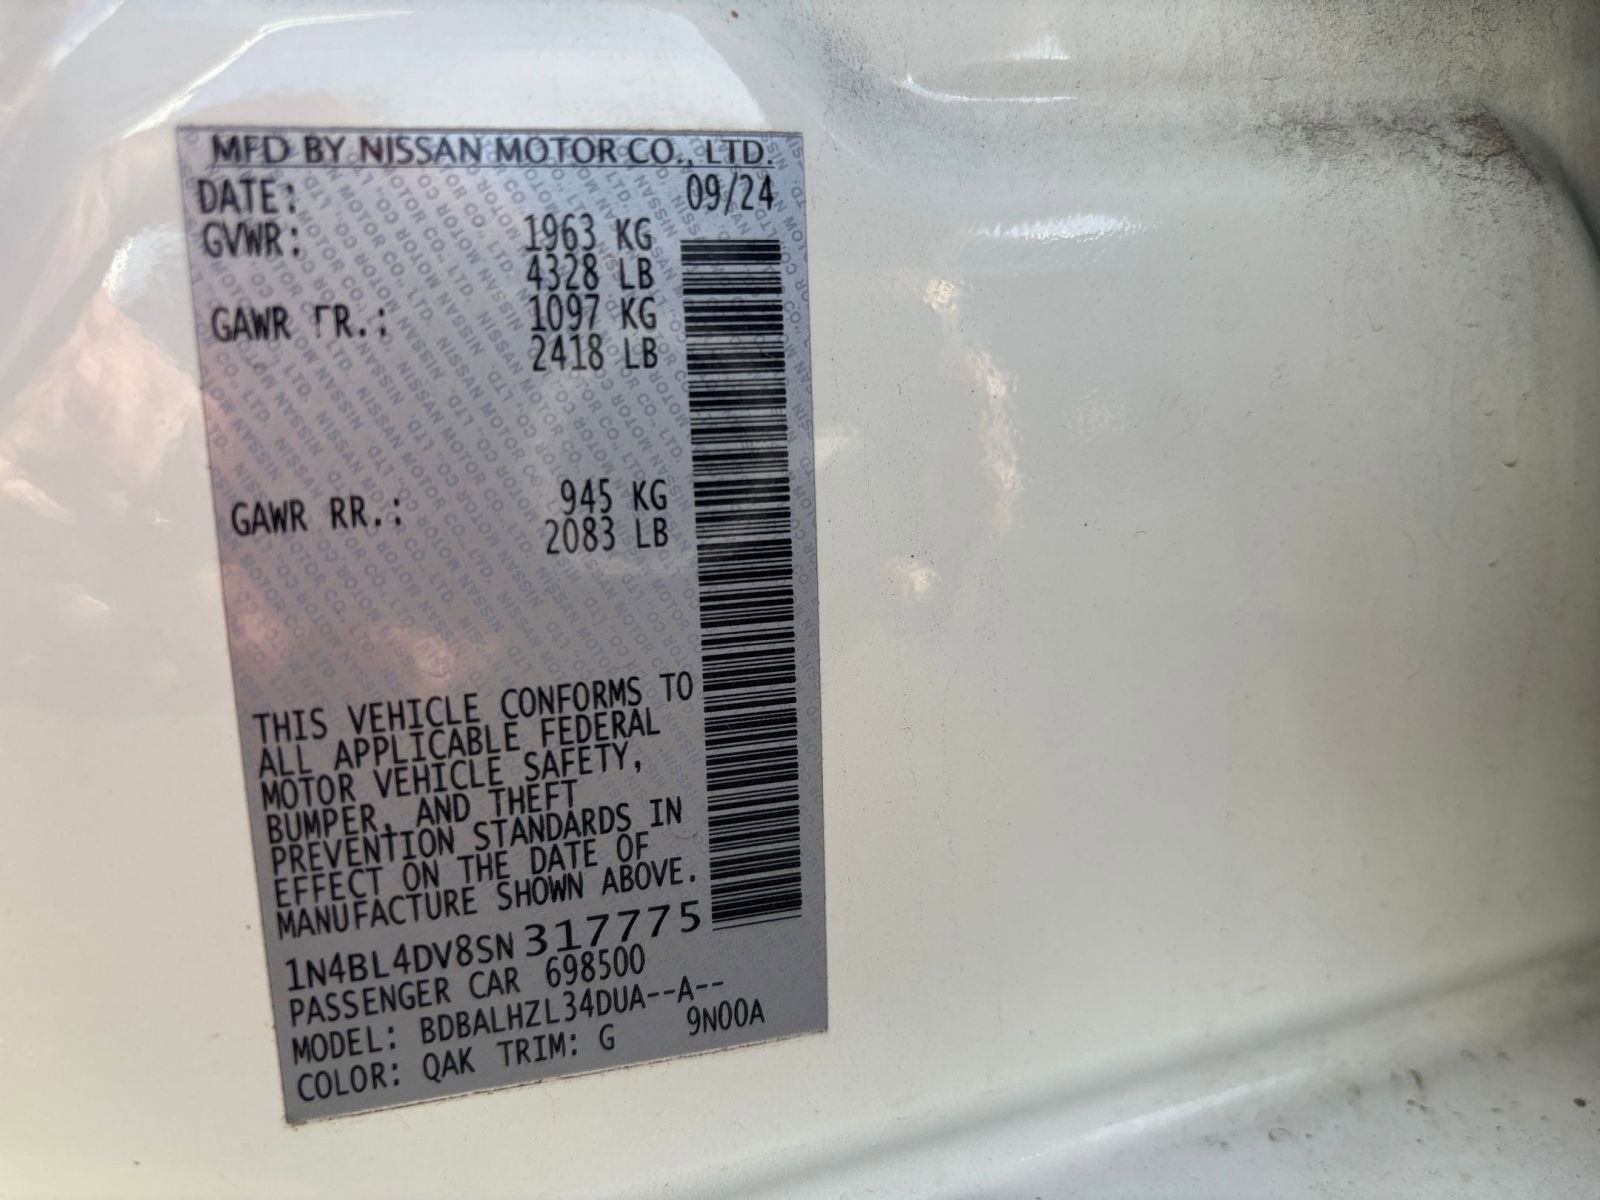 MFD BY NISSAN MOTOR CO., LTD.
DATE: 09/24
GVWR: 1963 KG
4328 LB
GAWR FR.: 1097 KG
2418 LB
GAWR RR.: 945 KG
2083 LB
THIS VEHICLE CONFORMS TO
ALL APPLICABLE FEDERAL
MOTOR VEHICLE SAFETY,
BUMPER, AND THEFT
PREVENTION STANDARDS IN
EFFECT ON THE DATE OF
MANUFACTURE SHOWN ABOVE.
1N4BL4DV8SN317775
PASSENGER CAR 698500
MODEL: BDBALHZL34DUA--A--
COLOR: QAK TRIM: G 9N00A